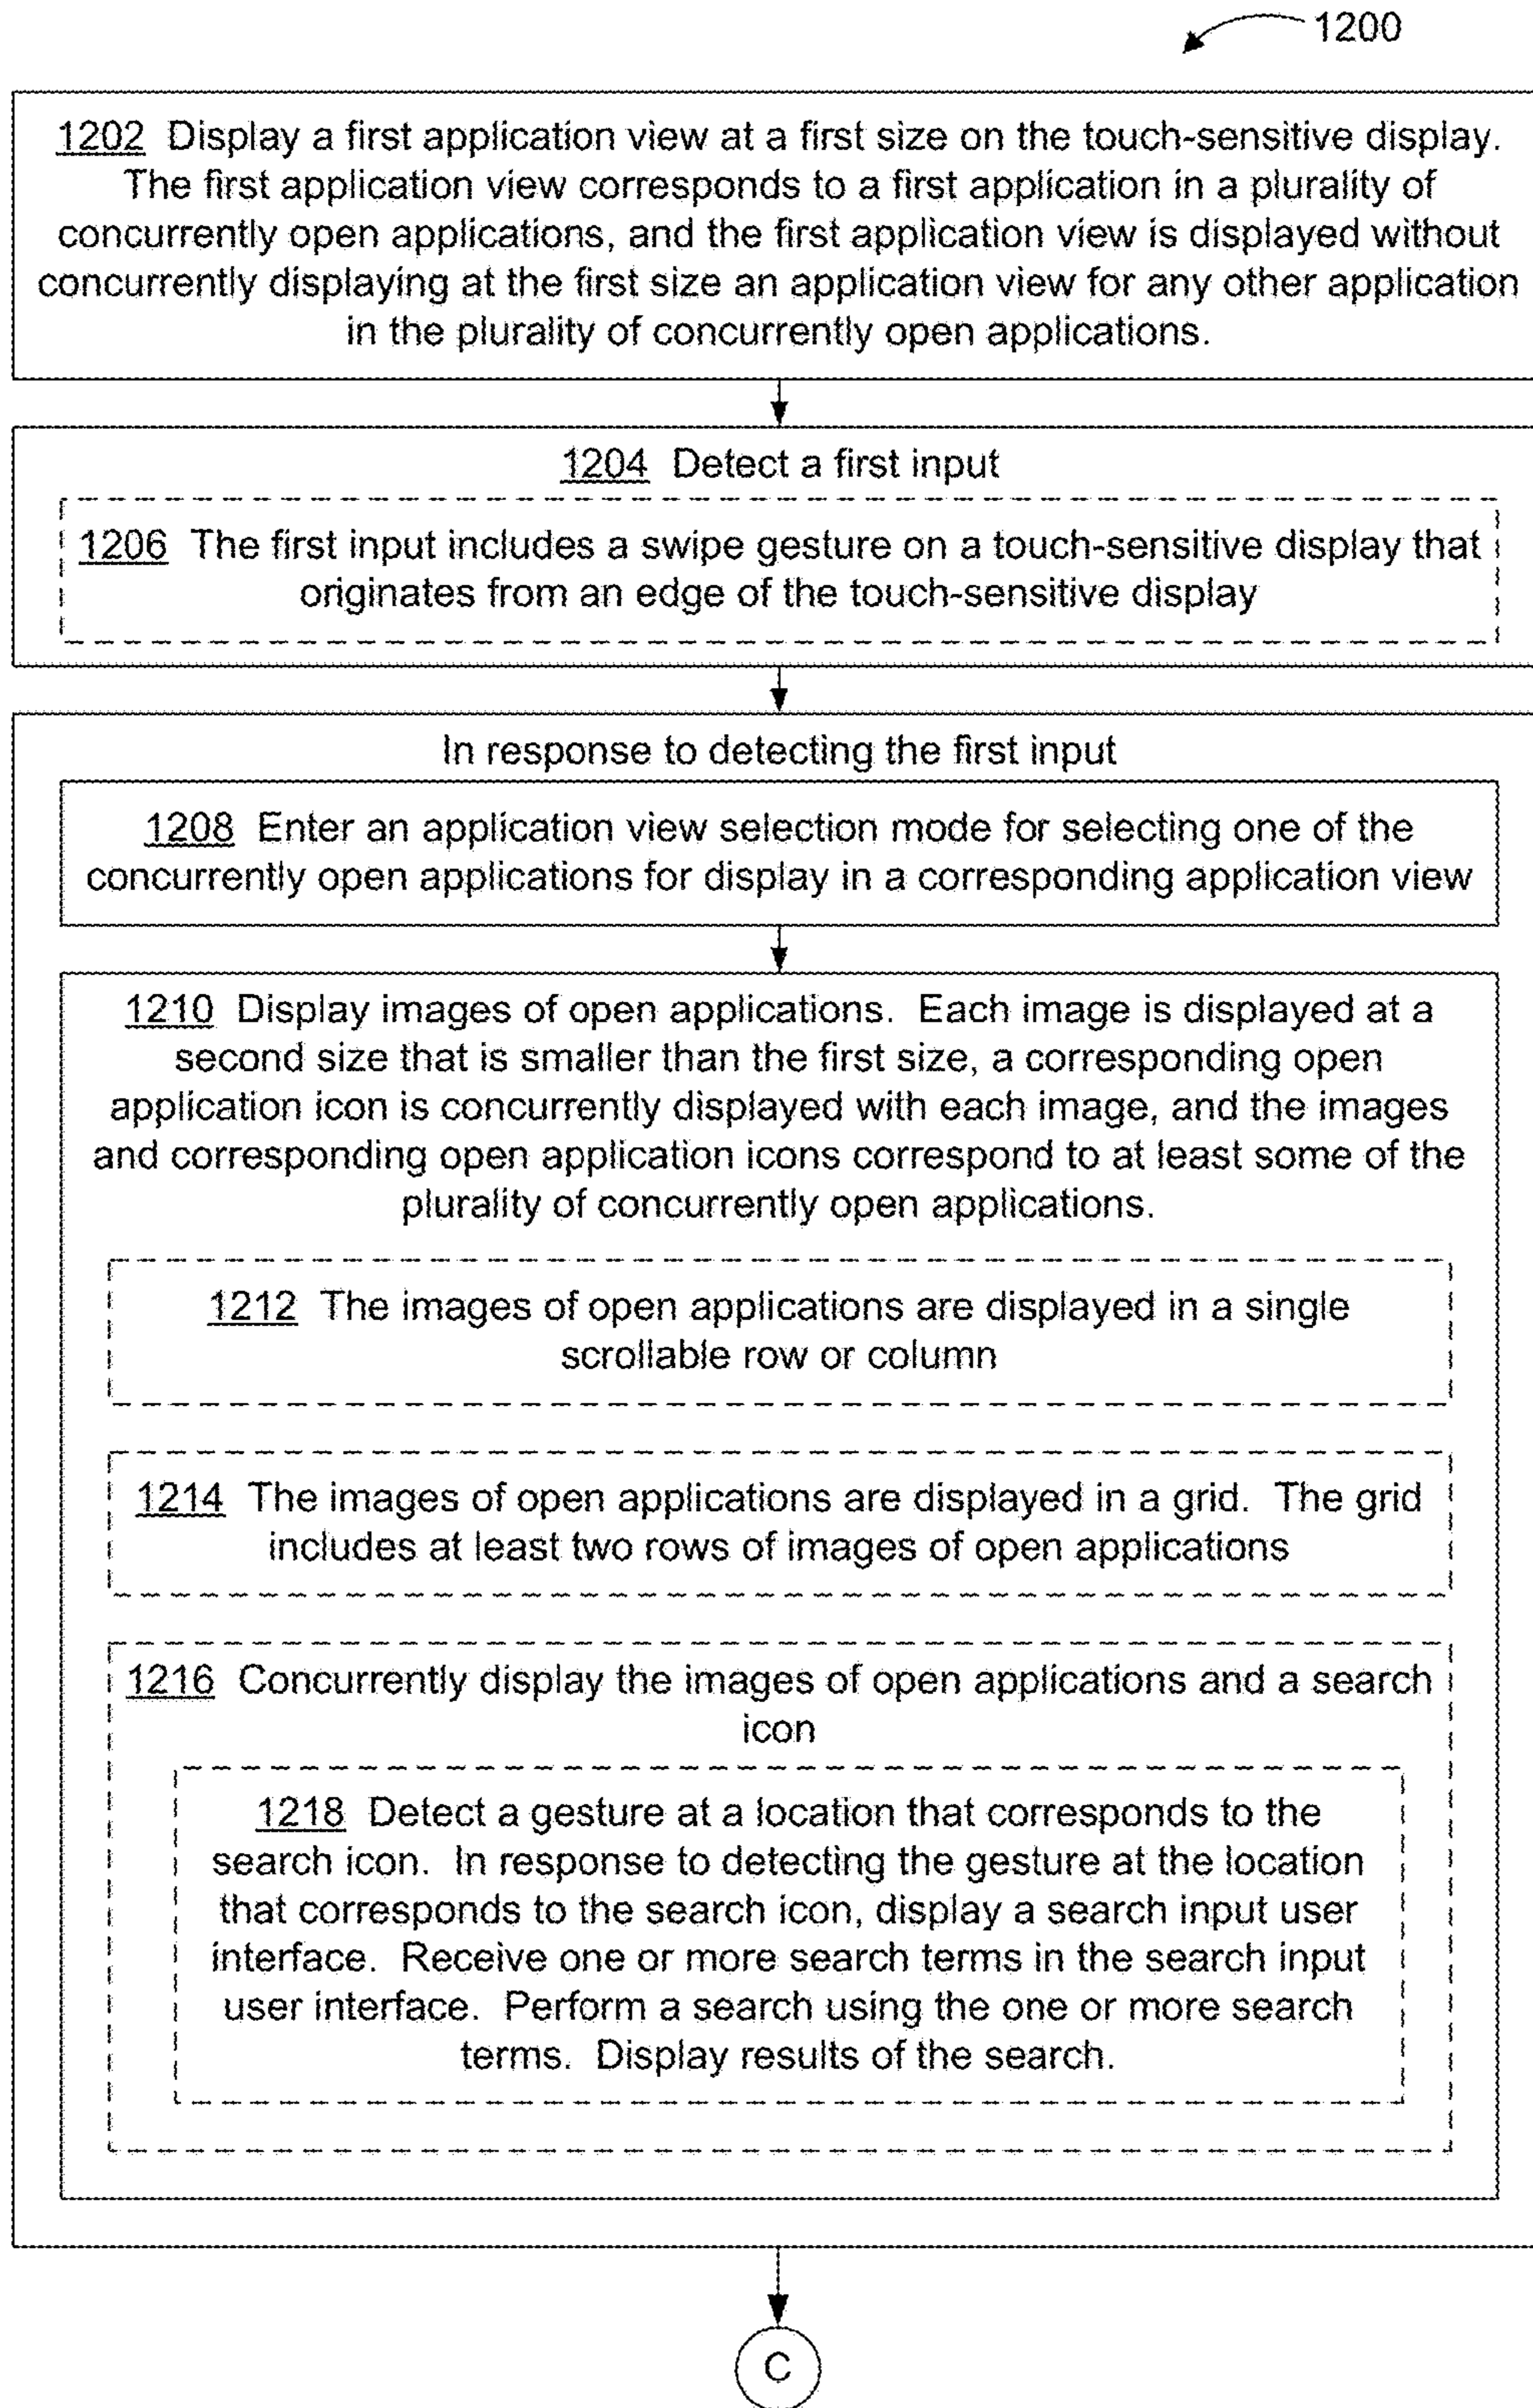 1200
1202 Display a first application view at a first size on the touch-sensitive display.
The first application view corresponds to a first application in a plurality of
concurrently open applications, and the first application view is displayed without
concurrently displaying at the first size an application view for any other application
in the plurality of concurrently open applications.
1204 Detect a first input
1206 The first input includes a swipe gesture on a touch-sensitive display that
originates from an edge of the touch-sensitive display
In response to detecting the first input
1208 Enter an application view selection mode for selecting one of the
concurrently open applications for display in a corresponding application view
1210 Display images of open applications. Each image is displayed at a
second size that is smaller than the first size, a corresponding open
application icon is concurrently displayed with each image, and the images
and corresponding open application icons correspond to at least some of the
plurality of concurrently open applications.
1212 The images of open applications are displayed in a single
scrollable row or column
1214 The images of open applications are displayed in a grid. The grid
includes at least two rows of images of open applications
1216 Concurrently display the images of open applications and a search
icon
1218 Detect a gesture at a location that corresponds to the
search icon. In response to detecting the gesture at the location
that corresponds to the search icon, display a search input user
interface. Receive one or more search terms in the search input
user interface. Perform a search using the one or more search
terms. Display results of the search.
C